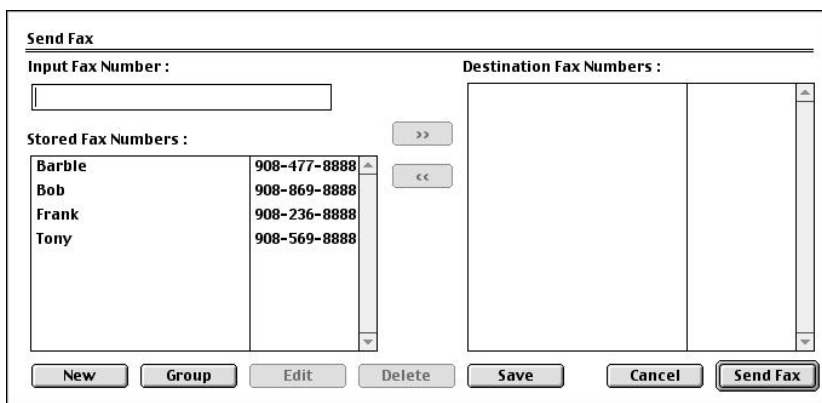 Send Fax
Input Fax Number :
Destination Fax Numbers :
>>
Stored Fax Numbers :
<<
Barbie 908-477-8888
Bob 908-869-8888
Frank 908-236-8888
Tony 908-569-8888
New Group Edit Delete Save Cancel Send Fax